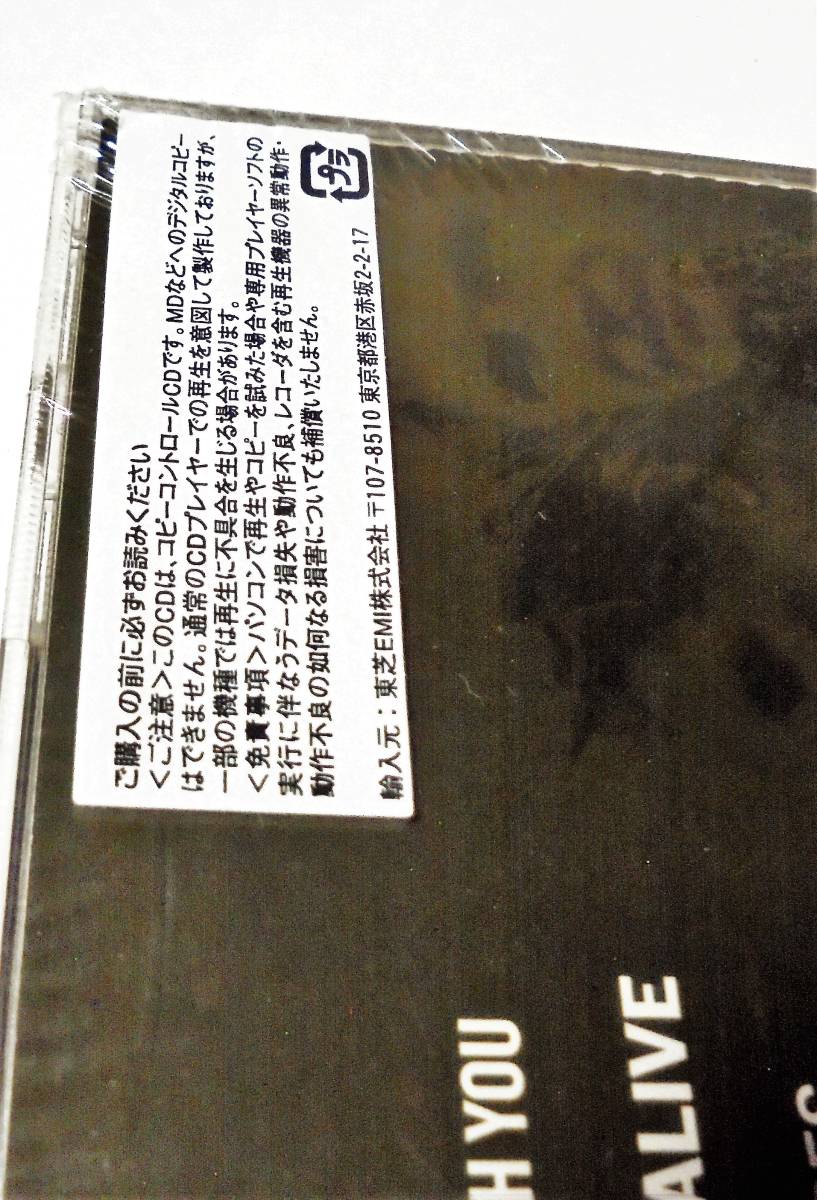 ご購入の前に必ずお読みください
＜ご注意＞このCDは、コピーコントロールCDです。MDなどへのデジタルコピー
はできません。通常のCDプレイヤーでの再生を意図して製作しておりますが、
一部の機種では再生に不具合を生じる場合があります。
＜免責事項＞パソコンで再生やコピーを試みた場合や専用プレイヤーソフトの
実行に伴なうデータ損失や動作不良、レコーダを含む再生機器の異常動作・
動作不良の如何なる損害についても補償いたしません。
プラ
輸入元：東芝EMI株式会社 〒107-8510 東京都港区赤坂2-2-17
H YOU
ALIVE